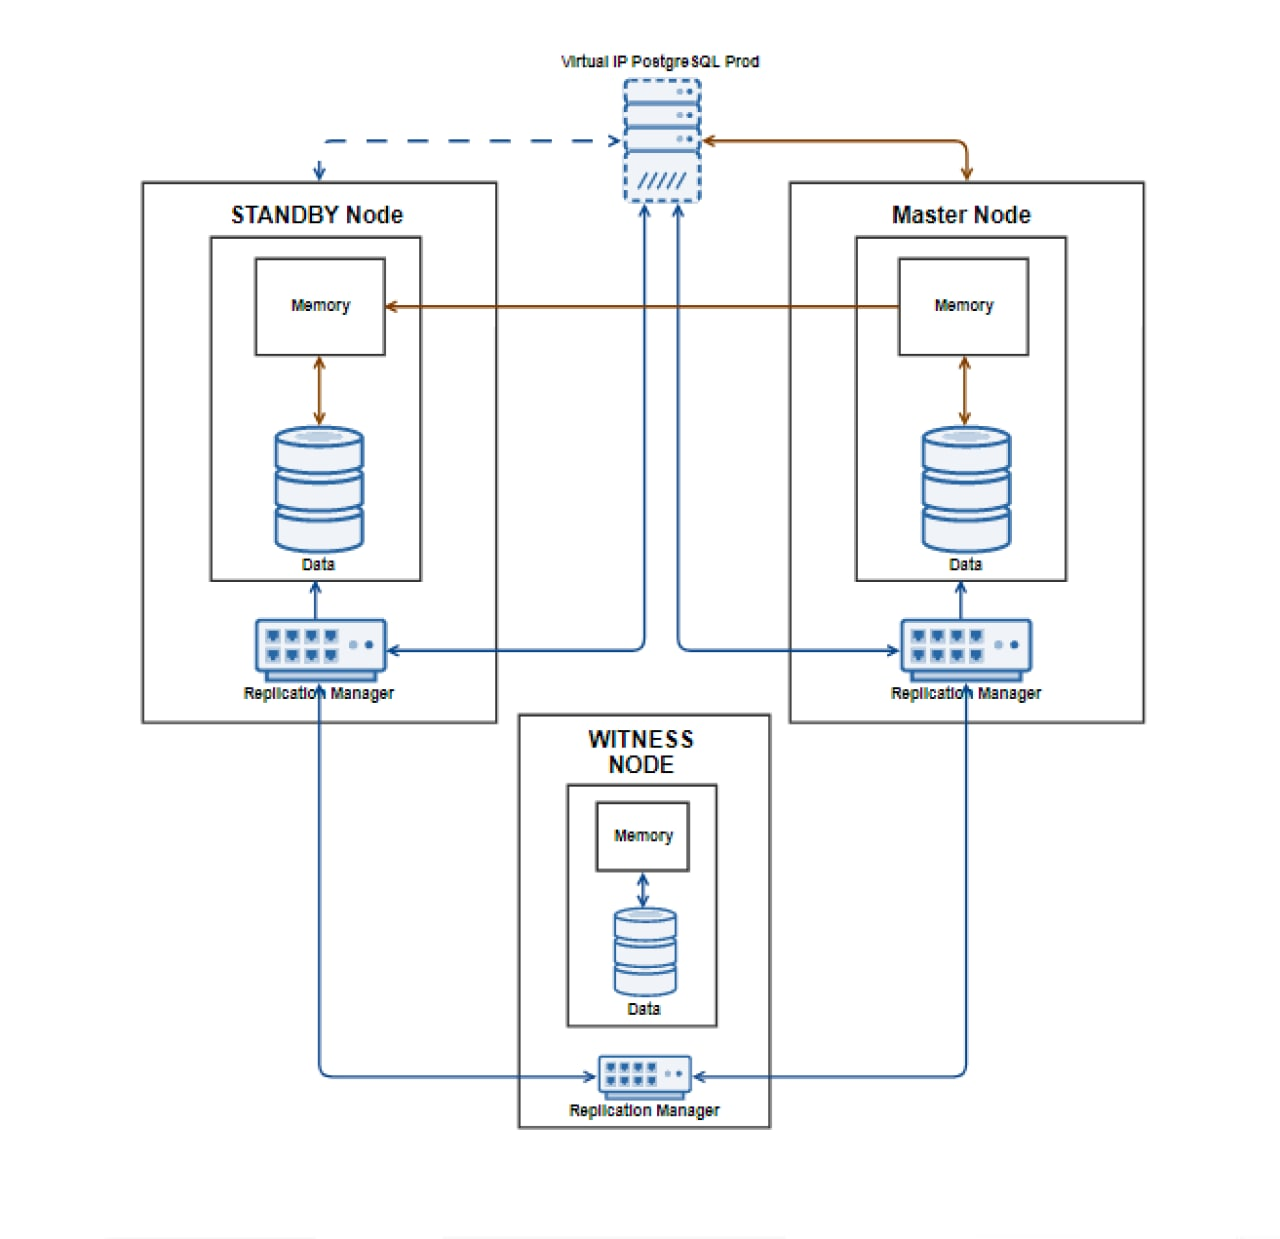 Virtual IP PostgreSQL Prod
STANDBY Node
Master Node
Memory
Memory
Data
Data
Replication Manager
Replication Manager
WITNESS
NODE
Memory
Data
Replication Manager